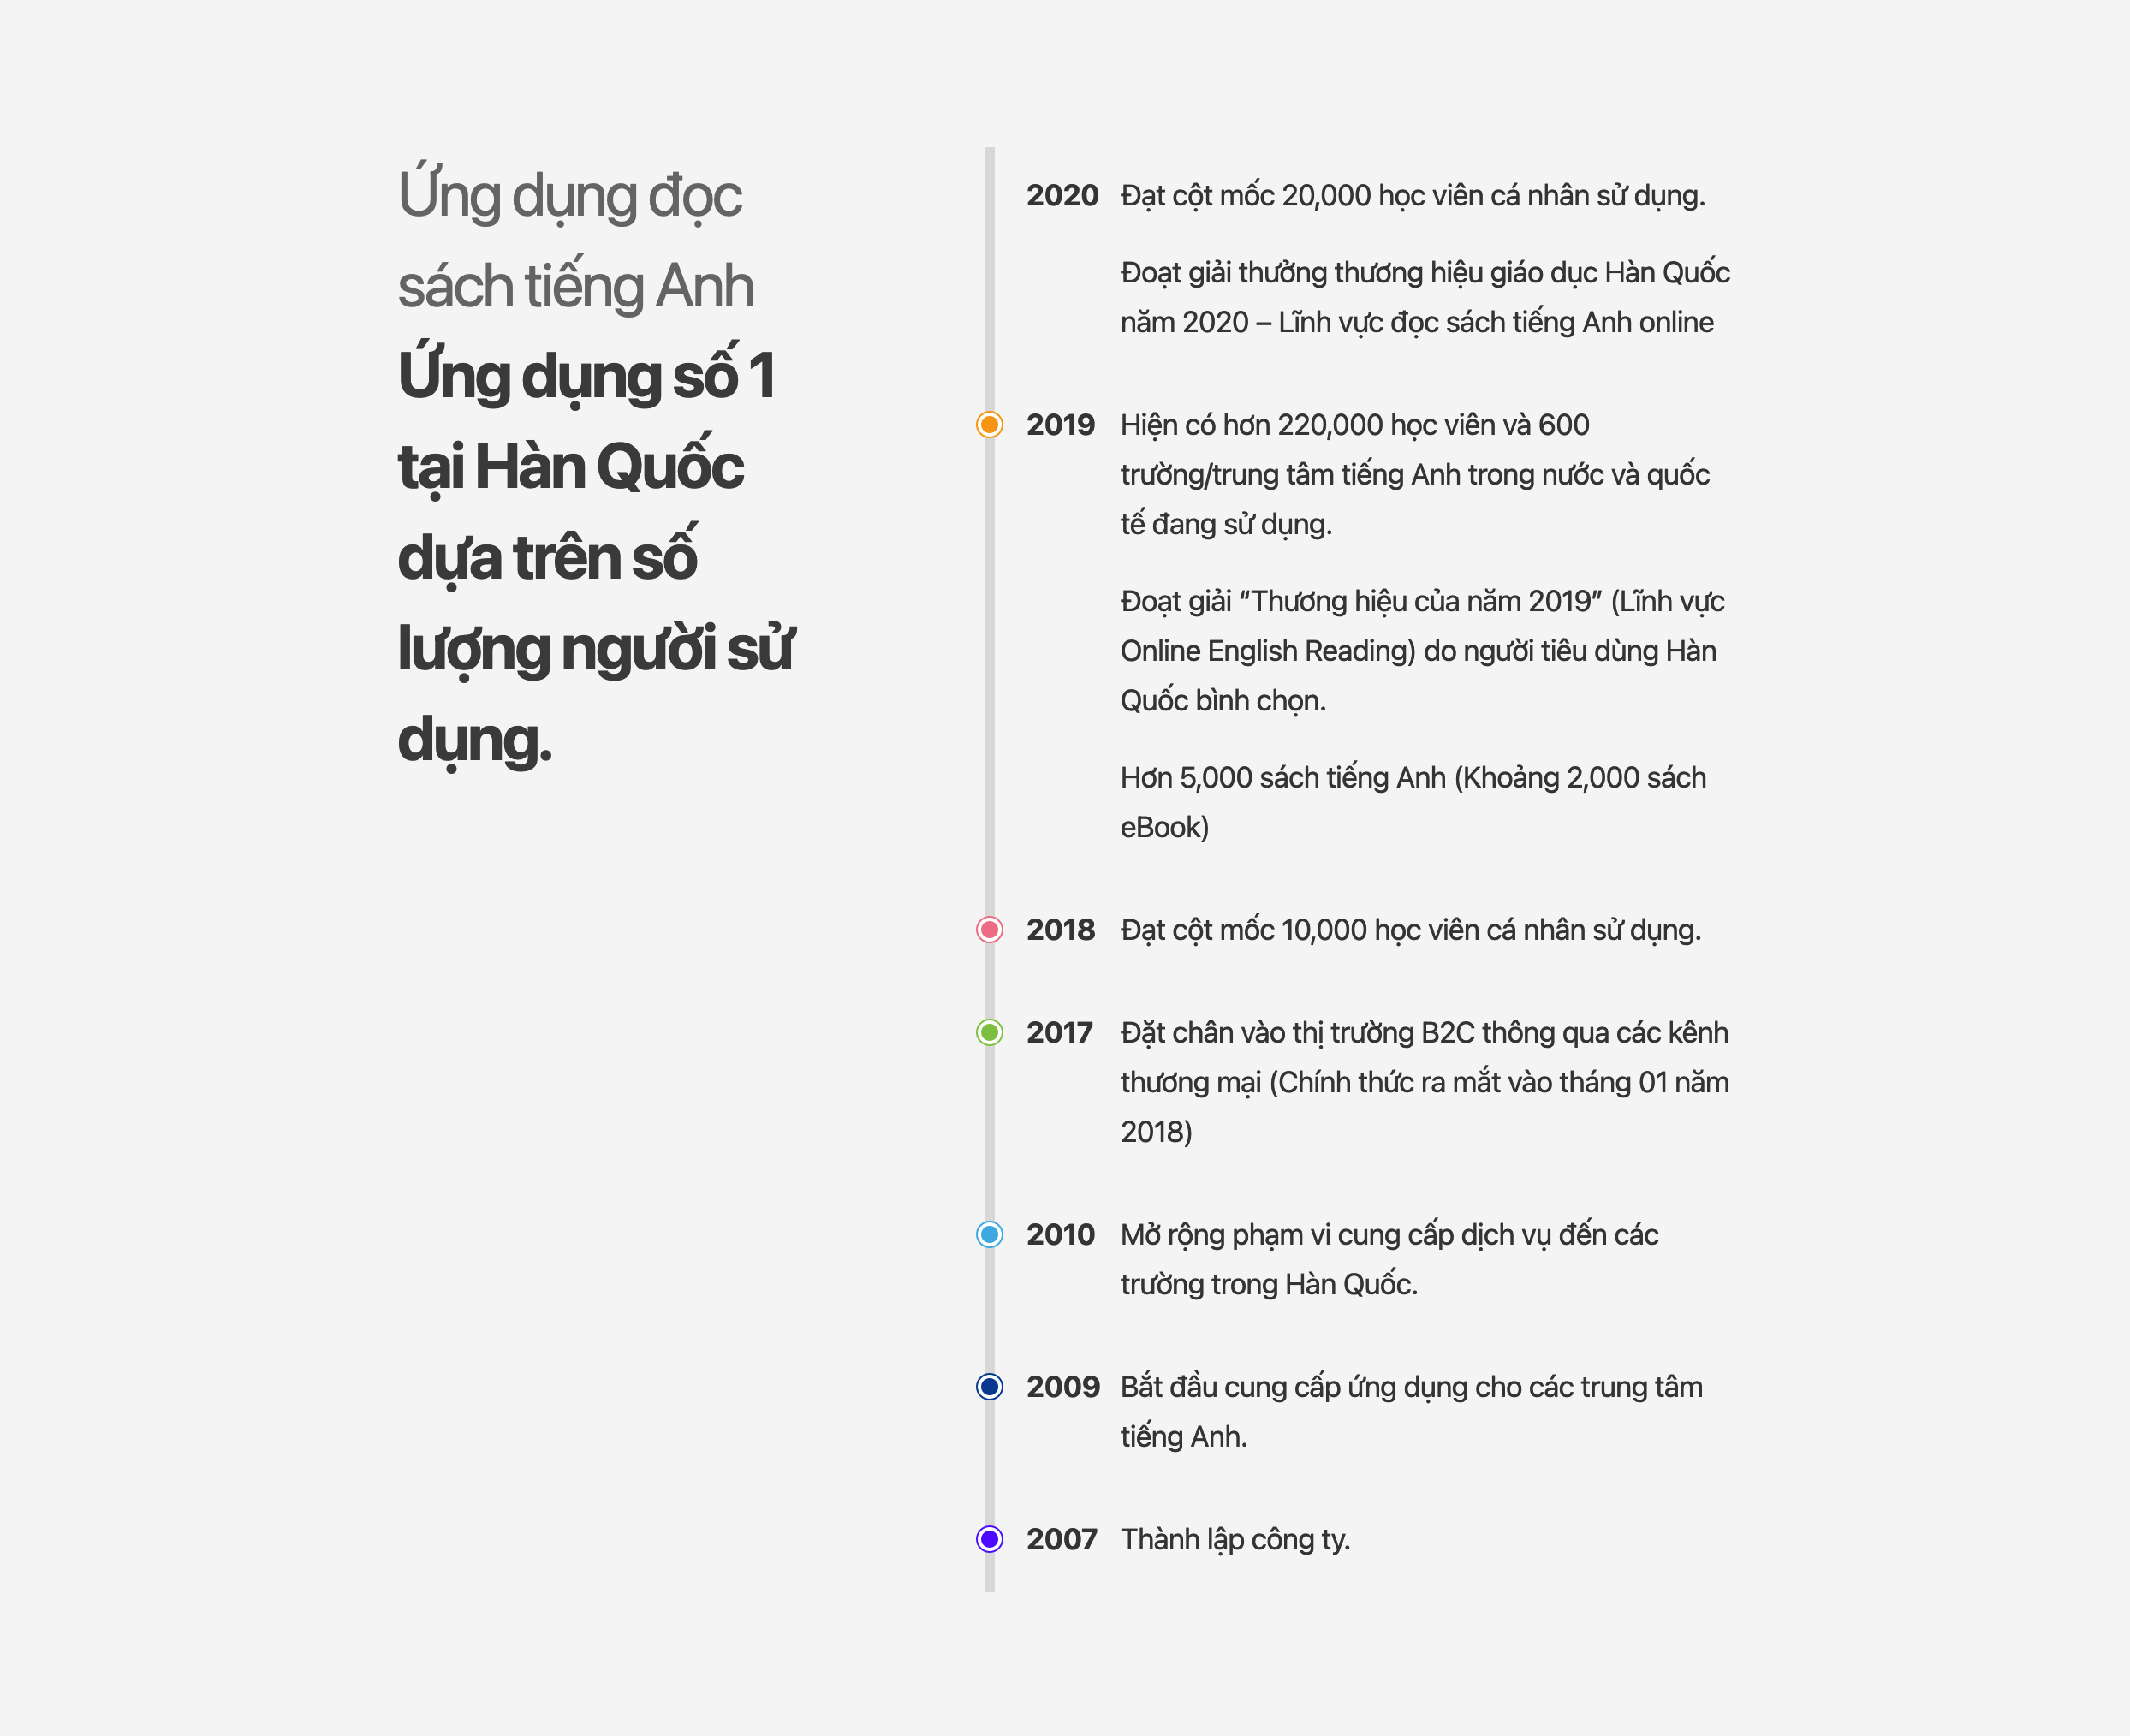 Ứng dụng đọc
sách tiếng Anh
Ứng dụng số 1
tại Hàn Quốc
dựa trên số
lượng người sử
dụng.
2020 Đạt cột mốc 20,000 học viên cá nhân sử dụng.
Đoạt giải thưởng thương hiệu giáo dục Hàn Quốc
năm 2020 – Lĩnh vực đọc sách tiếng Anh online
2019 Hiện có hơn 220,000 học viên và 600
trường/trung tâm tiếng Anh trong nước và quốc
tế đang sử dụng.
Đoạt giải “Thương hiệu của năm 2019” (Lĩnh vực
Online English Reading) do người tiêu dùng Hàn
Quốc bình chọn.
Hơn 5,000 sách tiếng Anh (Khoảng 2,000 sách
eBook)
2018 Đạt cột mốc 10,000 học viên cá nhân sử dụng.
2017 Đặt chân vào thị trường B2C thông qua các kênh
thương mại (Chính thức ra mắt vào tháng 01 năm
2018)
2010 Mở rộng phạm vi cung cấp dịch vụ đến các
trường trong Hàn Quốc.
2009 Bắt đầu cung cấp ứng dụng cho các trung tâm
tiếng Anh.
2007 Thành lập công ty.